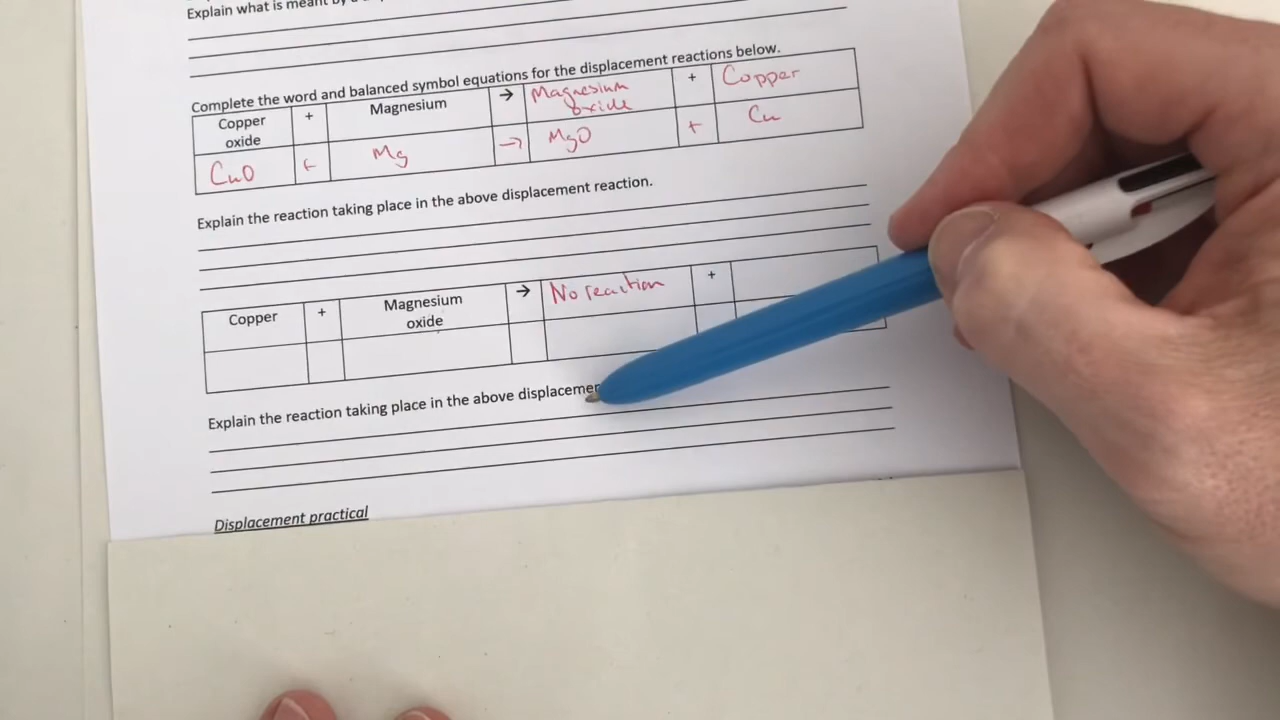 Explain what is meant by a
Complete the word and balanced symbol equations for the displacement reactions below.
Copper oxide + Magnesium → Magnesium oxide + Copper
CuO + Mg → MgO + Cu
Explain the reaction taking place in the above displacement reaction.
Copper + Magnesium oxide → No reaction +
Explain the reaction taking place in the above displacemen
Displacement practical